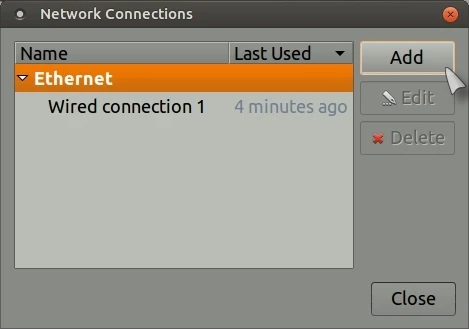 Network Connections
Name Last Used
Ethernet
Wired connection 1 4 minutes ago
Add
Edit
Delete
Close